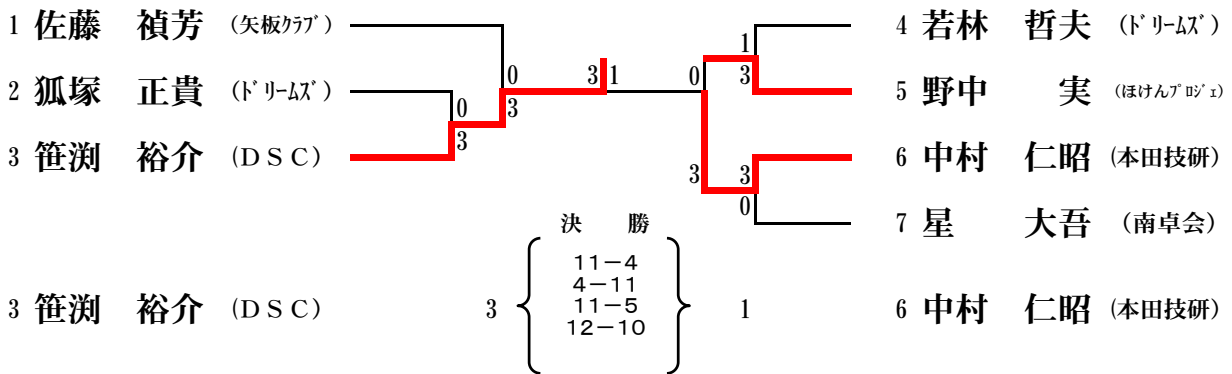 1 佐藤 禎芳 (矢板ｸﾗﾌﾞ)
2 狐塚 正貴 (ﾄﾞﾘｰﾑｽﾞ)
3 笹渕 裕介 (DSC)
0
3
0
3
3 1
4 若林 哲夫 (ﾄﾞﾘｰﾑｽﾞ)
5 野中 実 (ほけんﾌﾟﾛｼﾞｪ)
6 中村 仁昭 (本田技研)
7 星 大吾 (南卓会)
1
3
0
3
3
0
決 勝
3 笹渕 裕介 (DSC) 3
11－4
4－11
11－5
12－10
1 6 中村 仁昭 (本田技研)